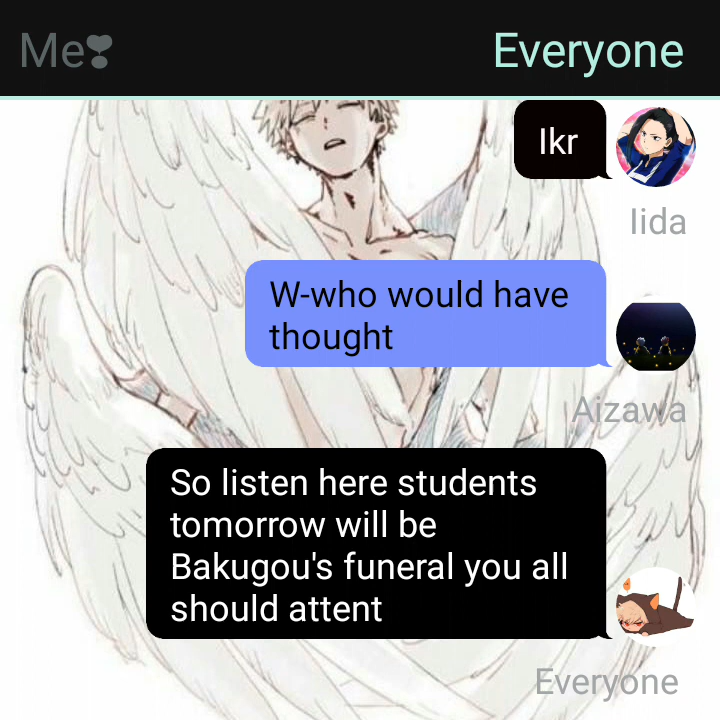 Me❣ Everyone
Ikr
Iida
W-who would have
thought
Aizawa
So listen here students
tomorrow will be
Bakugou's funeral you all
should attent
Everyone